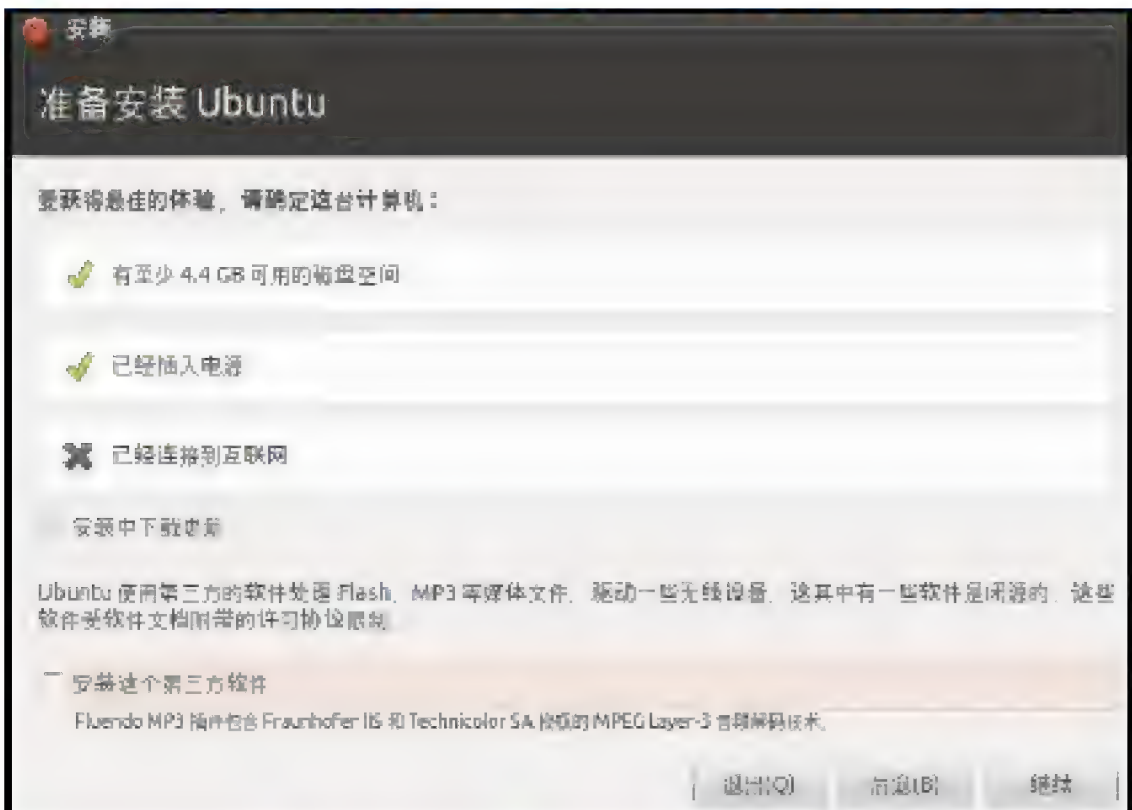 安装
准备安装 Ubuntu
要获得最佳的体验，请确定这台计算机：
有至少 4.4 GB 可用的磁盘空间
已经插入电源
已经连接到互联网
安装中下载更新
Ubuntu 使用第三方的软件处理 Flash，MP3 等媒体文件，驱动一些无线设备，这其中有一些软件是闭源的，这些
软件受软件文档附带的许可协议限制
安装这个第三方软件
Fluendo MP3 插件包含 Fraunhofer IIS 和 Technicolor SA 授权的 MPEG Layer-3 音频解码技术。
退出(Q) 后退(B) 继续